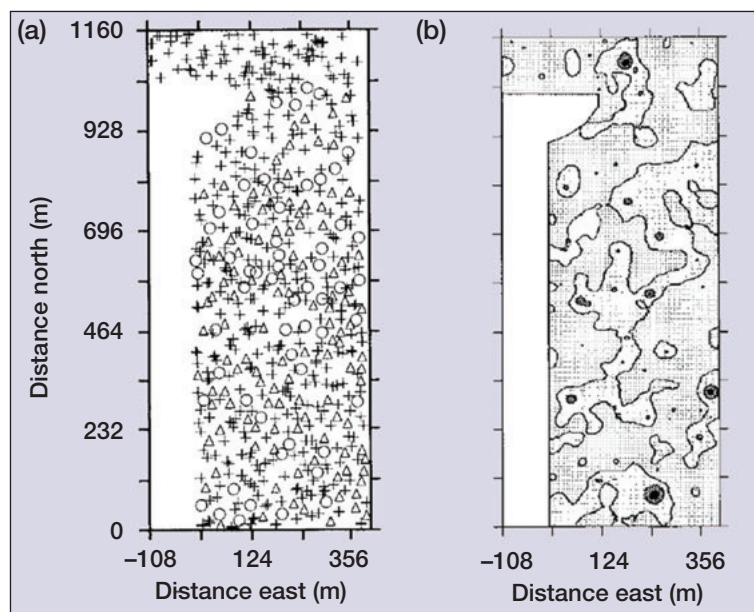 (a)
1160
928
696
464
232
0
Distance north (m)
−108 124 356
Distance east (m)
(b)
−108 124 356
Distance east (m)